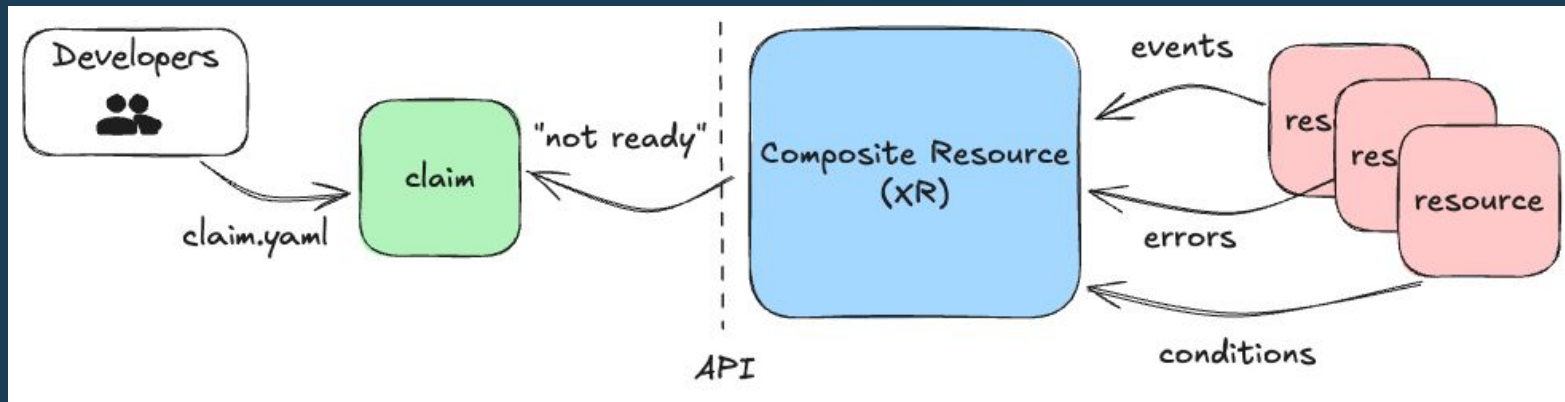 Developers
claim.yaml
claim
"not ready"
API
Composite Resource
(XR)
events
errors
conditions
res
res
resource